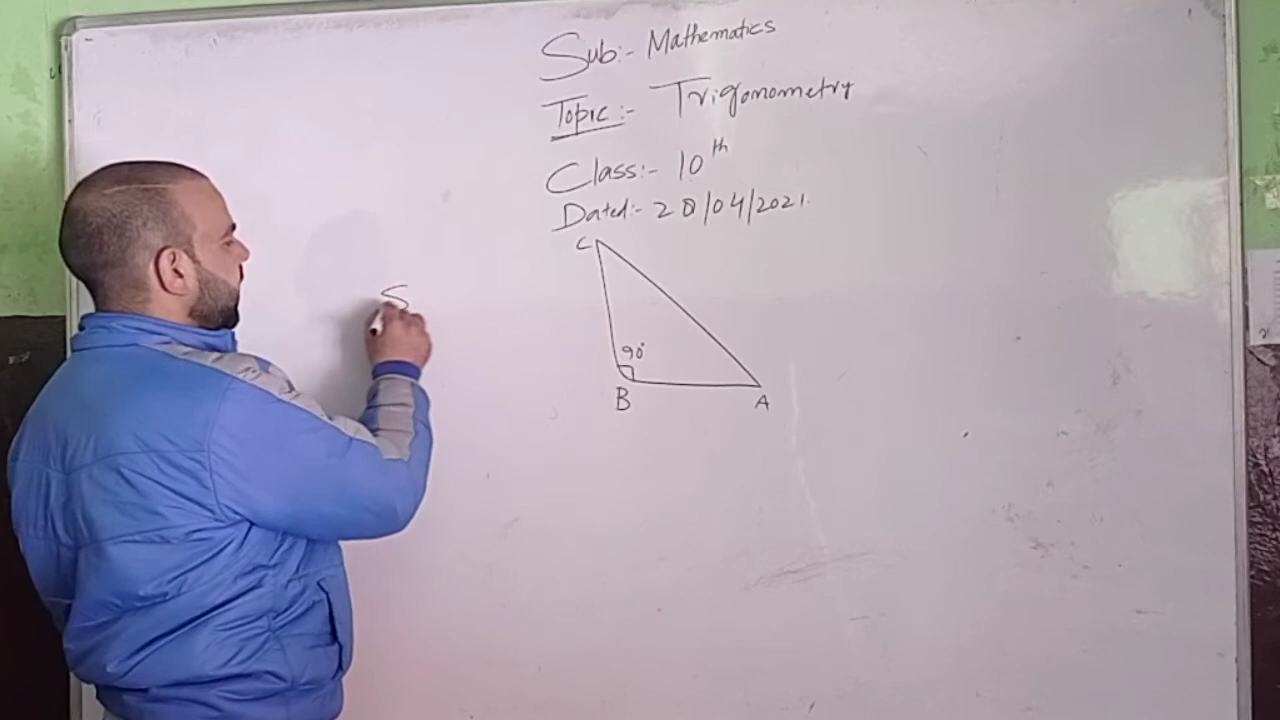 Sub:- Mathematics
Topic:- Trigonometry
Class:- 10th
Dated:- 28/04/2021.
C
90°
B A
S